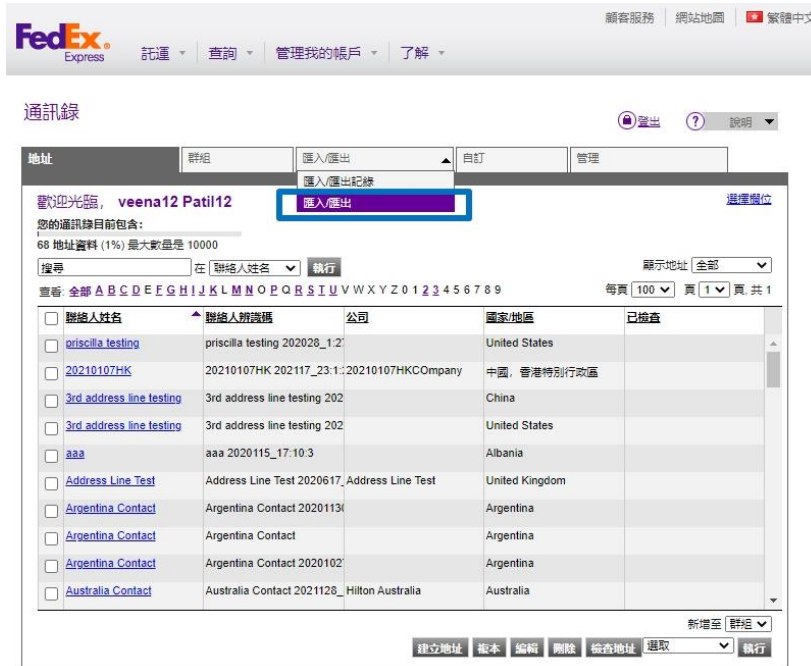 顧客服務 網站地圖 繁體中文
FedEx
Express
託運 查詢 管理我的帳戶 了解
通訊錄
登出 ? 說明
地址 群組 匯入/匯出 自訂 管理
匯入/匯出記錄
匯入/匯出
歡迎光臨, veena12 Patil12
選擇欄位
您的通訊錄目前包含:
68 地址資料 (1%) 最大數量是 10000
搜尋 在 聯絡人姓名 執行 顯示地址 全部
查看: 全部 A B C D E F G H I J K L M N O P Q R S T U V W X Y Z 0 1 2 3 4 5 6 7 8 9 每頁 100 頁 1 頁, 共 1
聯絡人姓名 聯絡人辨識碼 公司 國家/地區 已檢查
priscilla testing priscilla testing 202028_1:27 United States
20210107HK 20210107HK 202117_23:1: 20210107HKCOmpany 中國, 香港特別行政區
3rd address line testing 3rd address line testing 202 China
3rd address line testing 3rd address line testing 202 United States
aaa aaa 2020115_17:10:3 Albania
Address Line Test Address Line Test 2020617_ Address Line Test United Kingdom
Argentina Contact Argentina Contact 2020113 Argentina
Argentina Contact Argentina Contact Argentina
Argentina Contact Argentina Contact 2020102 Argentina
Australia Contact Australia Contact 2021128_ Hilton Australia Australia
新增至 群組
建立地址 複本 編輯 刪除 檢查地址 選取 執行